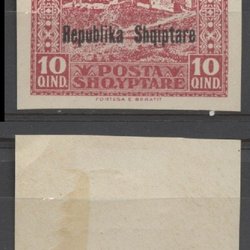 Republika Shqiptare
10 POSTA 10
QIND. SHQYPTARE QIND.
FORTESA E BERATIT